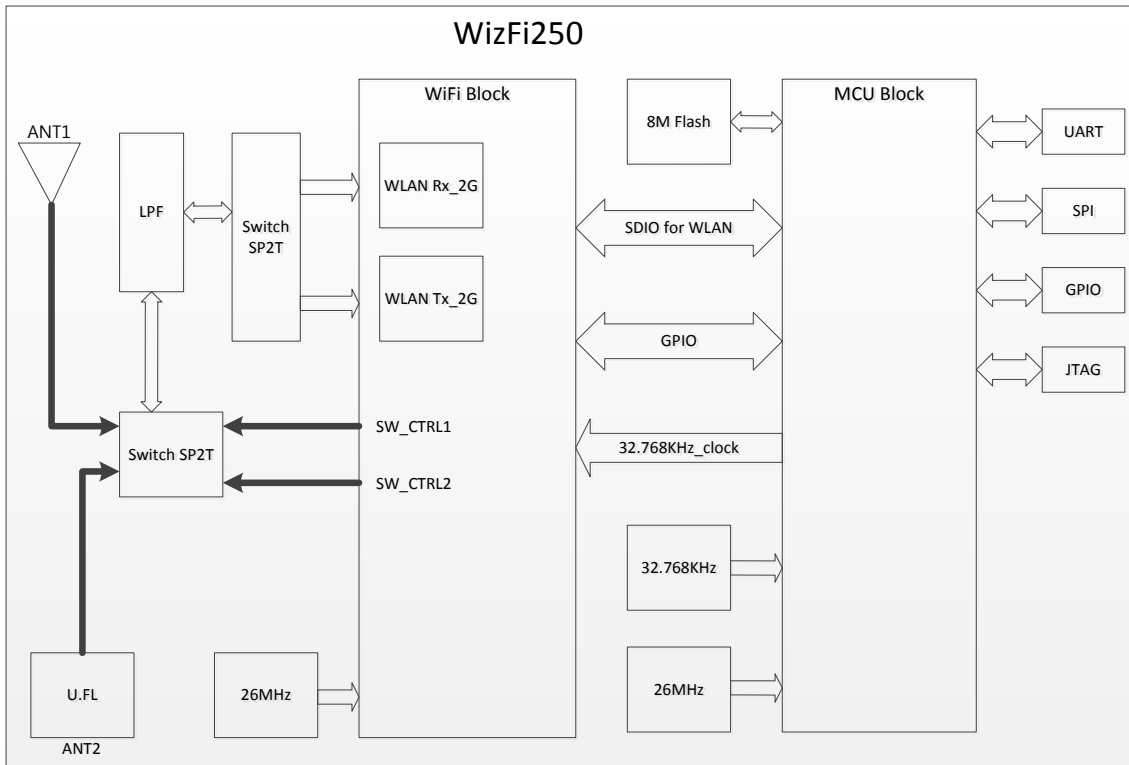 WizFi250
WiFi Block
MCU Block
ANT1
8M Flash
UART
WLAN Rx_2G
LPF
Switch
SP2T
SPI
SDIO for WLAN
WLAN Tx_2G
GPIO
GPIO
JTAG
SW_CTRL1
Switch SP2T
32.768KHz_clock
SW_CTRL2
32.768KHz
U.FL
26MHz
26MHz
ANT2